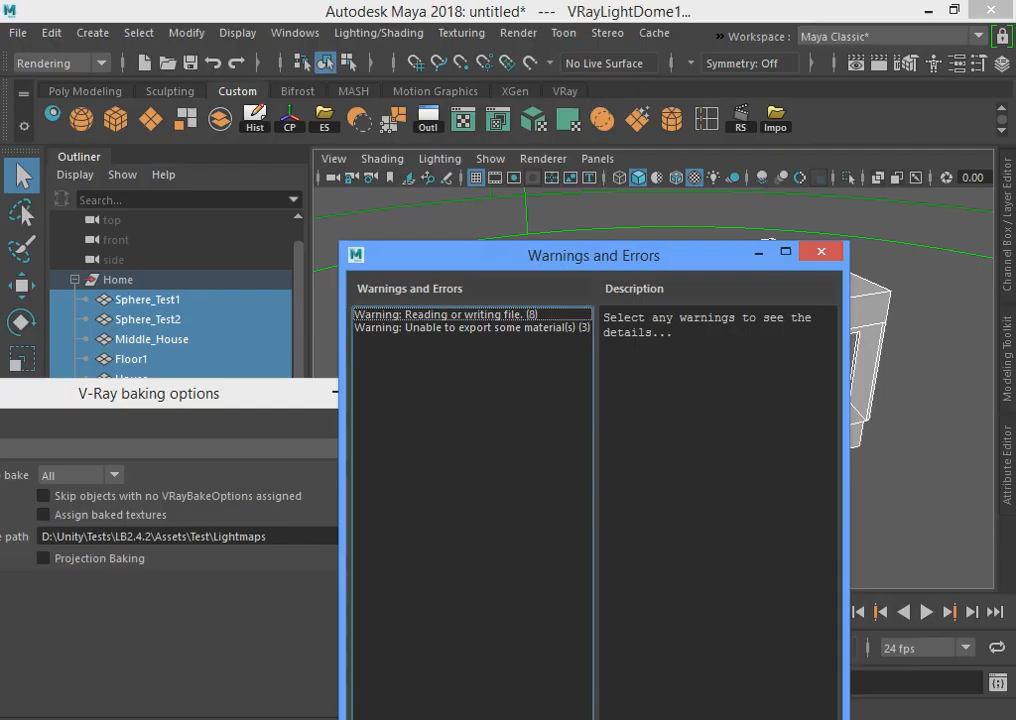 Autodesk Maya 2018: untitled*   ---   VRayLightDome1...
File Edit Create Select Modify Display Windows Lighting/Shading Texturing Render Toon Stereo Cache » Workspace : Maya Classic*
Rendering No Live Surface Symmetry: Off
Poly Modeling Sculpting Custom Bifrost MASH Motion Graphics XGen VRay
Hist CP ES Outl RS Impo
Outliner
View Shading Lighting Show Renderer Panels
Display Show Help
0.00
Search...
top
front
side
Home
Sphere_Test1
Sphere_Test2
Middle_House
Floor1
Channel Box / Layer Editor
Modeling Toolkit
Attribute Editor
Warnings and Errors
Warnings and Errors Description
Warning: Reading or writing file. (8)
Warning: Unable to export some material(s) (3)
Select any warnings to see the
details...
V-Ray baking options
bake All
Skip objects with no VRayBakeOptions assigned
Assign baked textures
path D:\Unity\Tests\LB2.4.2\Assets\Test\Lightmaps
Projection Baking
24 fps